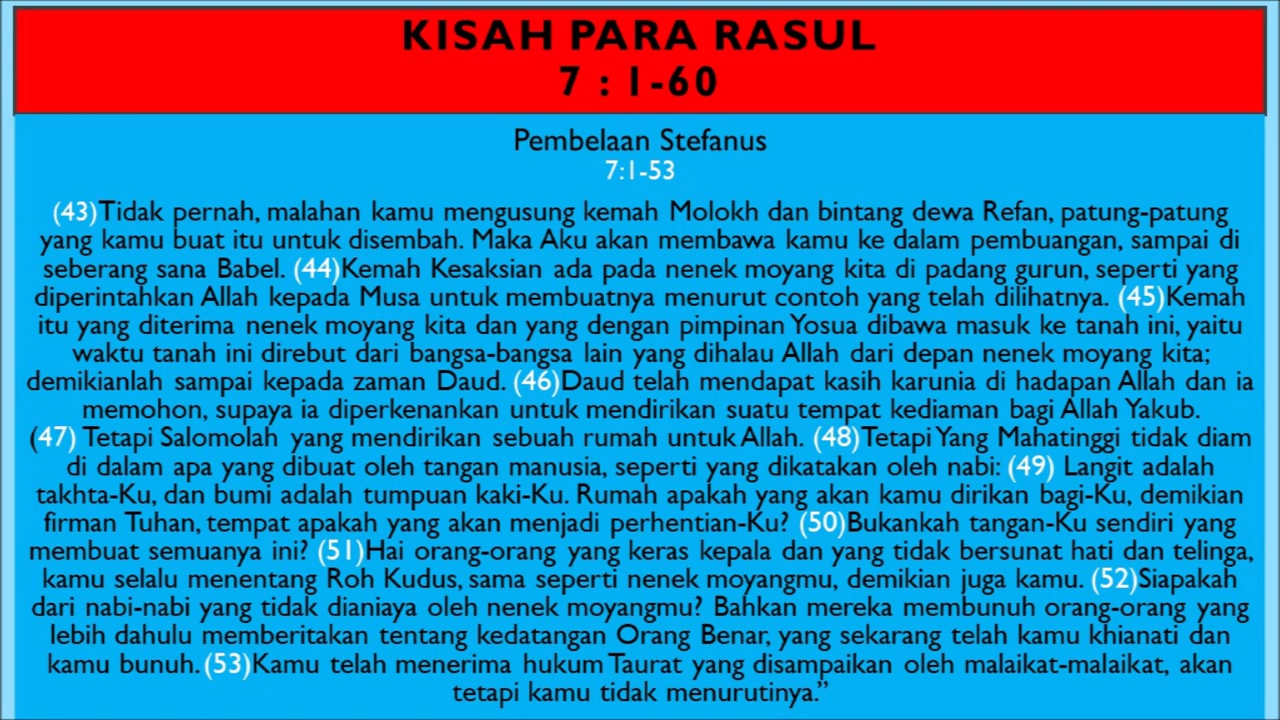 KISAH PARA RASUL
7 : 1-60
Pembelaan Stefanus
7:1-53
(43)Tidak pernah, malahan kamu mengusung kemah Molokh dan bintang dewa Refan, patung-patung
yang kamu buat itu untuk disembah. Maka Aku akan membawa kamu ke dalam pembuangan, sampai di
seberang sana Babel. (44)Kemah Kesaksian ada pada nenek moyang kita di padang gurun, seperti yang
diperintahkan Allah kepada Musa untuk membuatnya menurut contoh yang telah dilihatnya. (45)Kemah
itu yang diterima nenek moyang kita dan yang dengan pimpinan Yosua dibawa masuk ke tanah ini, yaitu
waktu tanah ini direbut dari bangsa-bangsa lain yang dihalau Allah dari depan nenek moyang kita;
demikianlah sampai kepada zaman Daud. (46)Daud telah mendapat kasih karunia di hadapan Allah dan ia
memohon, supaya ia diperkenankan untuk mendirikan suatu tempat kediaman bagi Allah Yakub.
(47) Tetapi Salomolah yang mendirikan sebuah rumah untuk Allah. (48)Tetapi Yang Mahatinggi tidak diam
di dalam apa yang dibuat oleh tangan manusia, seperti yang dikatakan oleh nabi: (49) Langit adalah
takhta-Ku, dan bumi adalah tumpuan kaki-Ku. Rumah apakah yang akan kamu dirikan bagi-Ku, demikian
firman Tuhan, tempat apakah yang akan menjadi perhentian-Ku? (50)Bukankah tangan-Ku sendiri yang
membuat semuanya ini? (51)Hai orang-orang yang keras kepala dan yang tidak bersunat hati dan telinga,
kamu selalu menentang Roh Kudus, sama seperti nenek moyangmu, demikian juga kamu. (52)Siapakah
dari nabi-nabi yang tidak dianiaya oleh nenek moyangmu? Bahkan mereka membunuh orang-orang yang
lebih dahulu memberitakan tentang kedatangan Orang Benar, yang sekarang telah kamu khianati dan
kamu bunuh. (53)Kamu telah menerima hukum Taurat yang disampaikan oleh malaikat-malaikat, akan
tetapi kamu tidak menurutinya.”